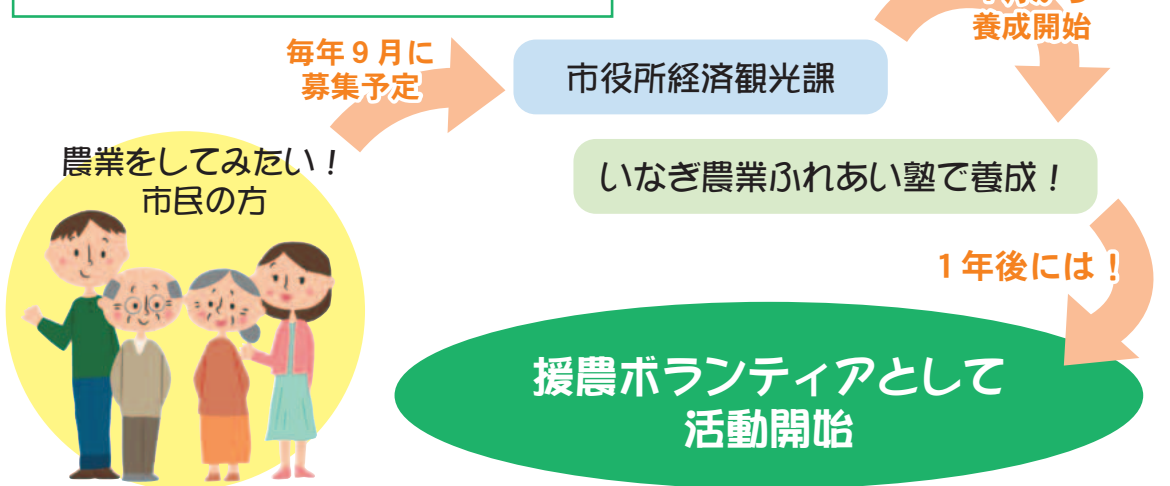 毎年9月に
募集予定
市役所経済観光課
養成開始
農業をしてみたい！
市民の方
いなぎ農業ふれあい塾で養成！
1年後には！
援農ボランティアとして
活動開始